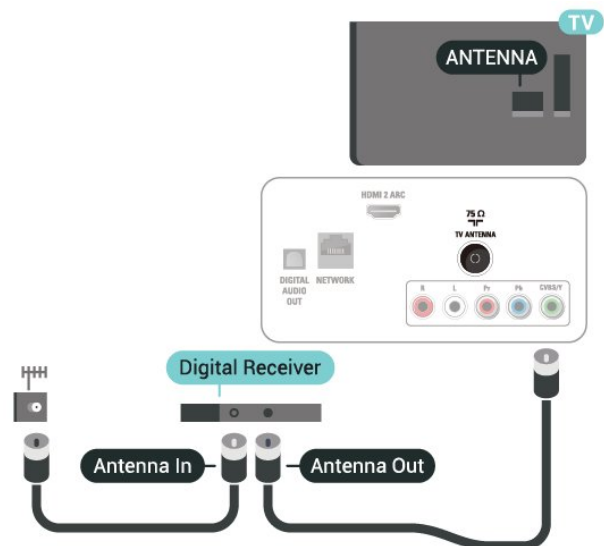 TV
ANTENNA
HDMI 2 ARC
75 Ω
TV ANTENNA
DIGITAL
AUDIO
OUT
NETWORK
R L Pr Pb CVBS/Y
Digital Receiver
Antenna In
Antenna Out